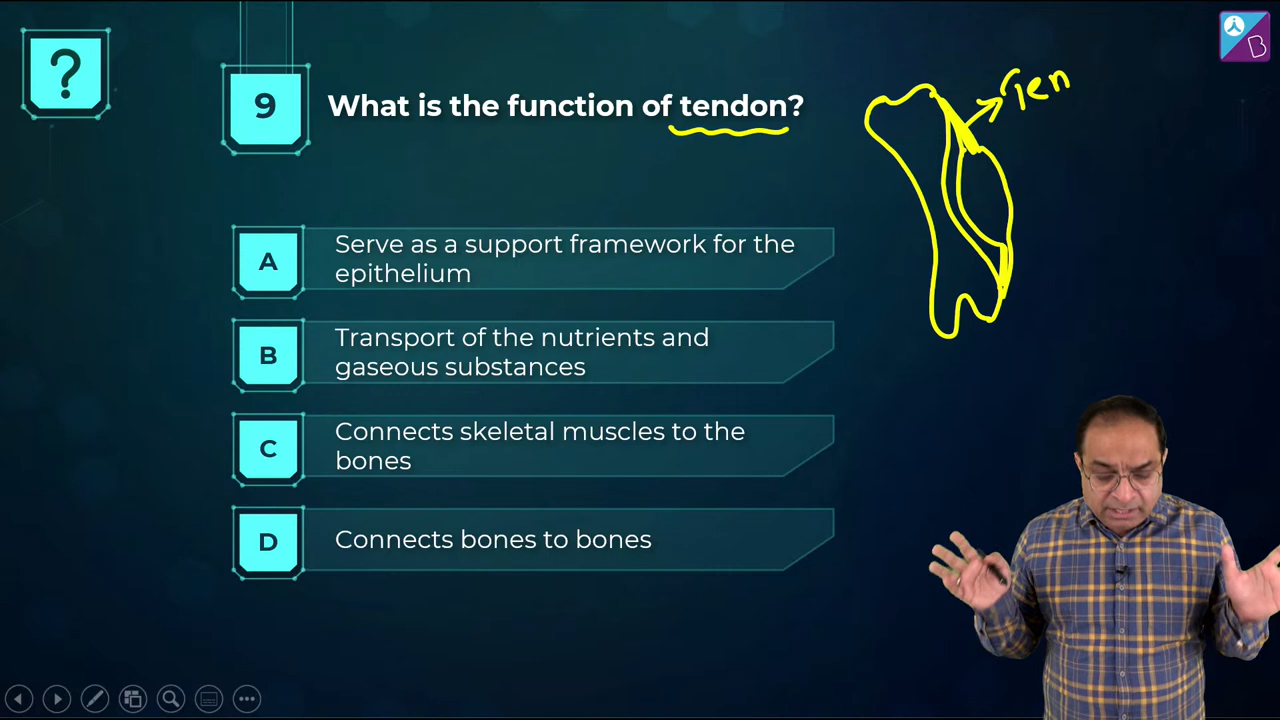 ?
9
What is the function of tendon?
Ten
A
Serve as a support framework for the
epithelium
B
Transport of the nutrients and
gaseous substances
C
Connects skeletal muscles to the
bones
D
Connects bones to bones
B